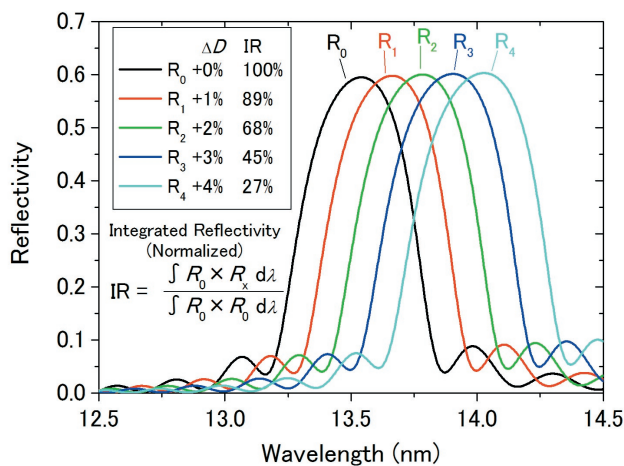 R₀ R₁ R₂ R₃ R₄
ΔD IR
R₀ +0% 100%
R₁ +1% 89%
R₂ +2% 68%
R₃ +3% 45%
R₄ +4% 27%
Integrated Reflectivity
(Normalized)
IR = ∫ R₀ × Rₓ dλ
∫ R₀ × R₀ dλ
Reflectivity
0.7
0.6
0.5
0.4
0.3
0.2
0.1
0.0
12.5 13.0 13.5 14.0 14.5
Wavelength (nm)